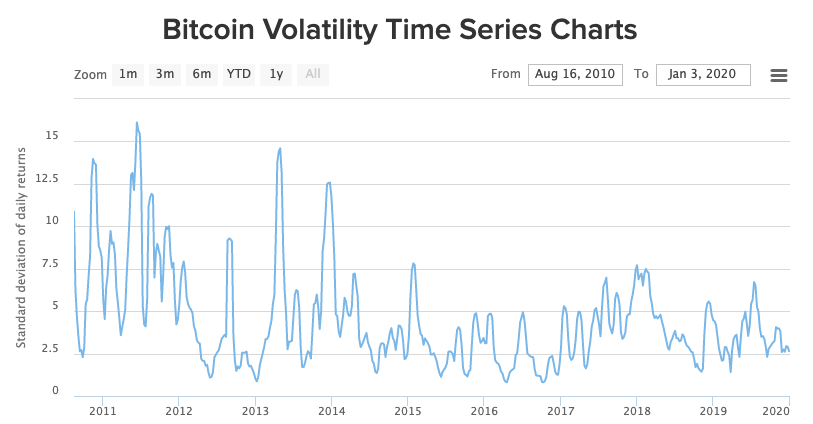 Bitcoin Volatility Time Series Charts
Zoom 1m 3m 6m YTD 1y All From Aug 16, 2010 To Jan 3, 2020
Standard deviation of daily returns
15
12.5
10
7.5
5
2.5
0
2011 2012 2013 2014 2015 2016 2017 2018 2019 2020